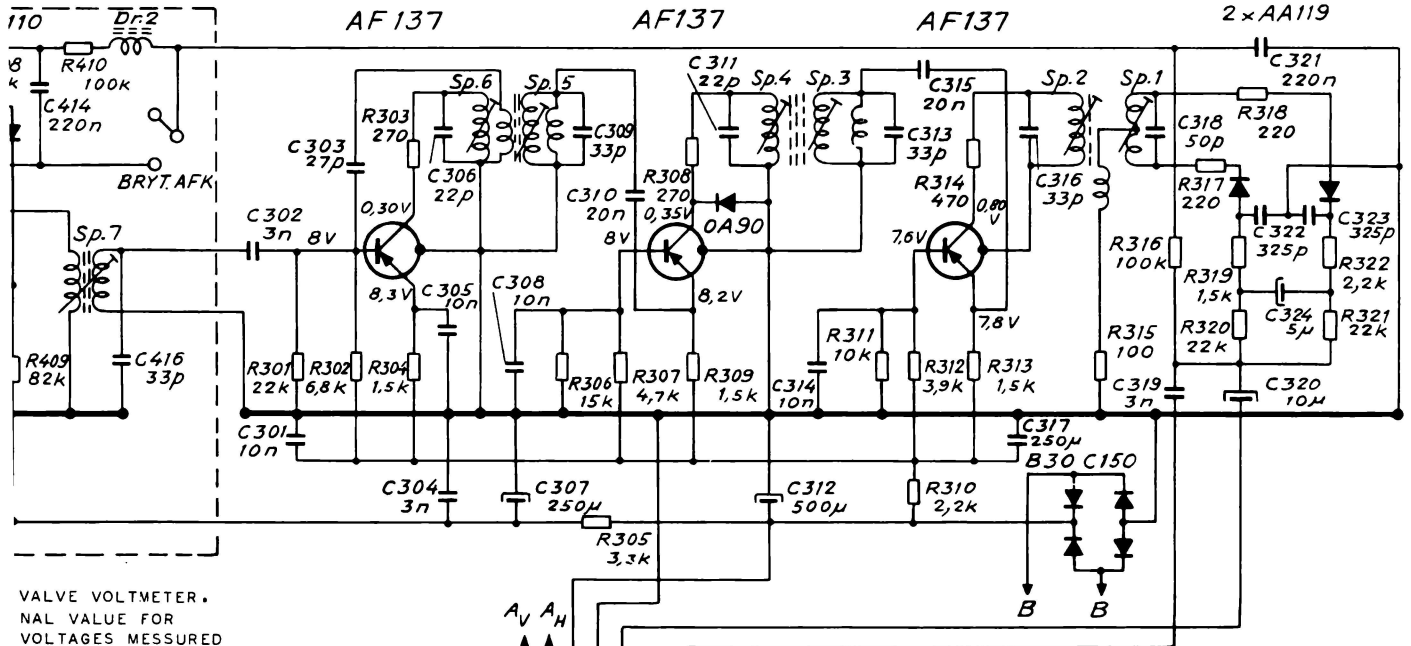 110
Dr.2
AF137
AF137
AF137
2xAA119
R410
100k
C414
220n
BRYT.AFK
Sp.7
R409
82k
C416
33p
C302
3n
8V
C303
27p
R303
270
Sp.6
Sp.5
C306
22p
C309
33p
0,30V
8,3V
C305
10n
C308
10n
R301
22k
R302
6,8k
R304
1,5k
C301
10n
C304
3n
C307
250µ
C310
20n
R308
270
C311
22p
Sp.4
Sp.3
0,35V
OA90
8V
8,2V
R306
15k
R307
4,7k
R309
1,5k
R305
3,3k
C312
500µ
C313
33p
C315
20n
R314
470
0,80
V
7,6V
7,8V
C314
10n
R311
10k
R312
3,9k
R313
1,5k
C316
33p
Sp.2
Sp.1
C317
250µ
R310
2,2k
B30 C150
B
B
C318
50p
R318
220
C321
220n
R317
220
C322
325p
C323
325p
R316
100k
R319
1,5k
R322
2,2k
C324
5µ
R320
22k
R321
22k
R315
100
C319
3n
C320
10µ
AV AH
VALVE VOLTMETER.
NAL VALUE FOR
VOLTAGES MESSURED